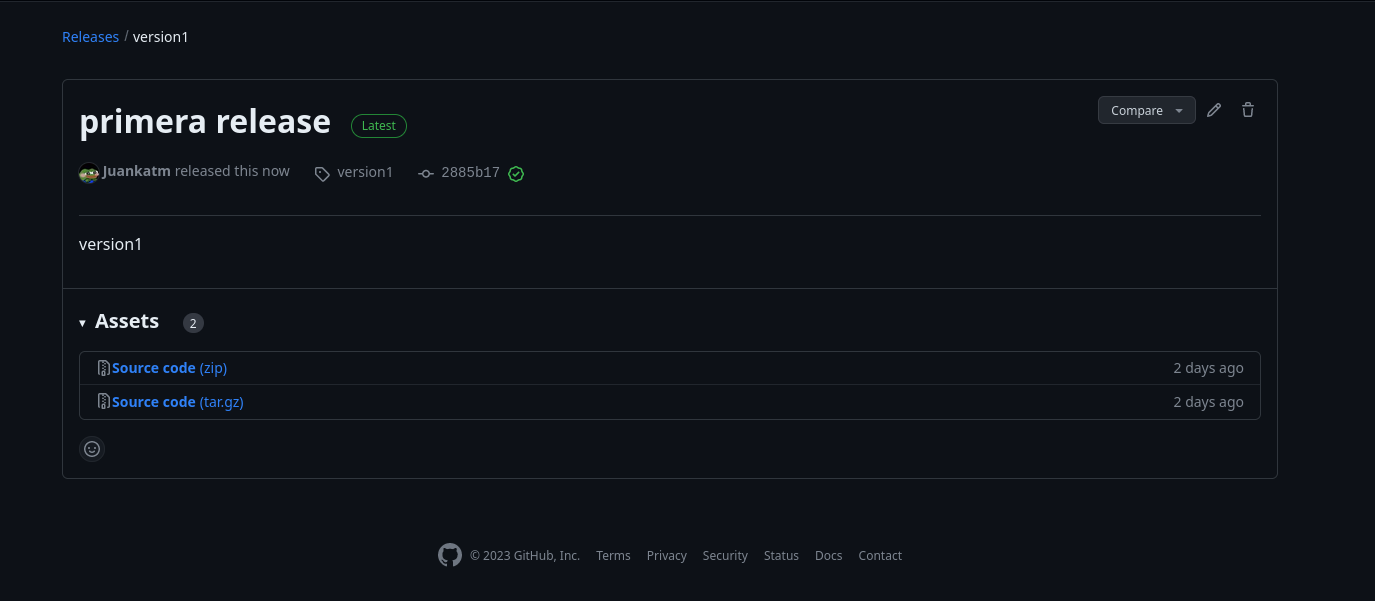 Releases / version1
primera release Latest
Compare
Juankatm released this now version1 2885b17
version1
Assets 2
Source code (zip) 2 days ago
Source code (tar.gz) 2 days ago
© 2023 GitHub, Inc. Terms Privacy Security Status Docs Contact